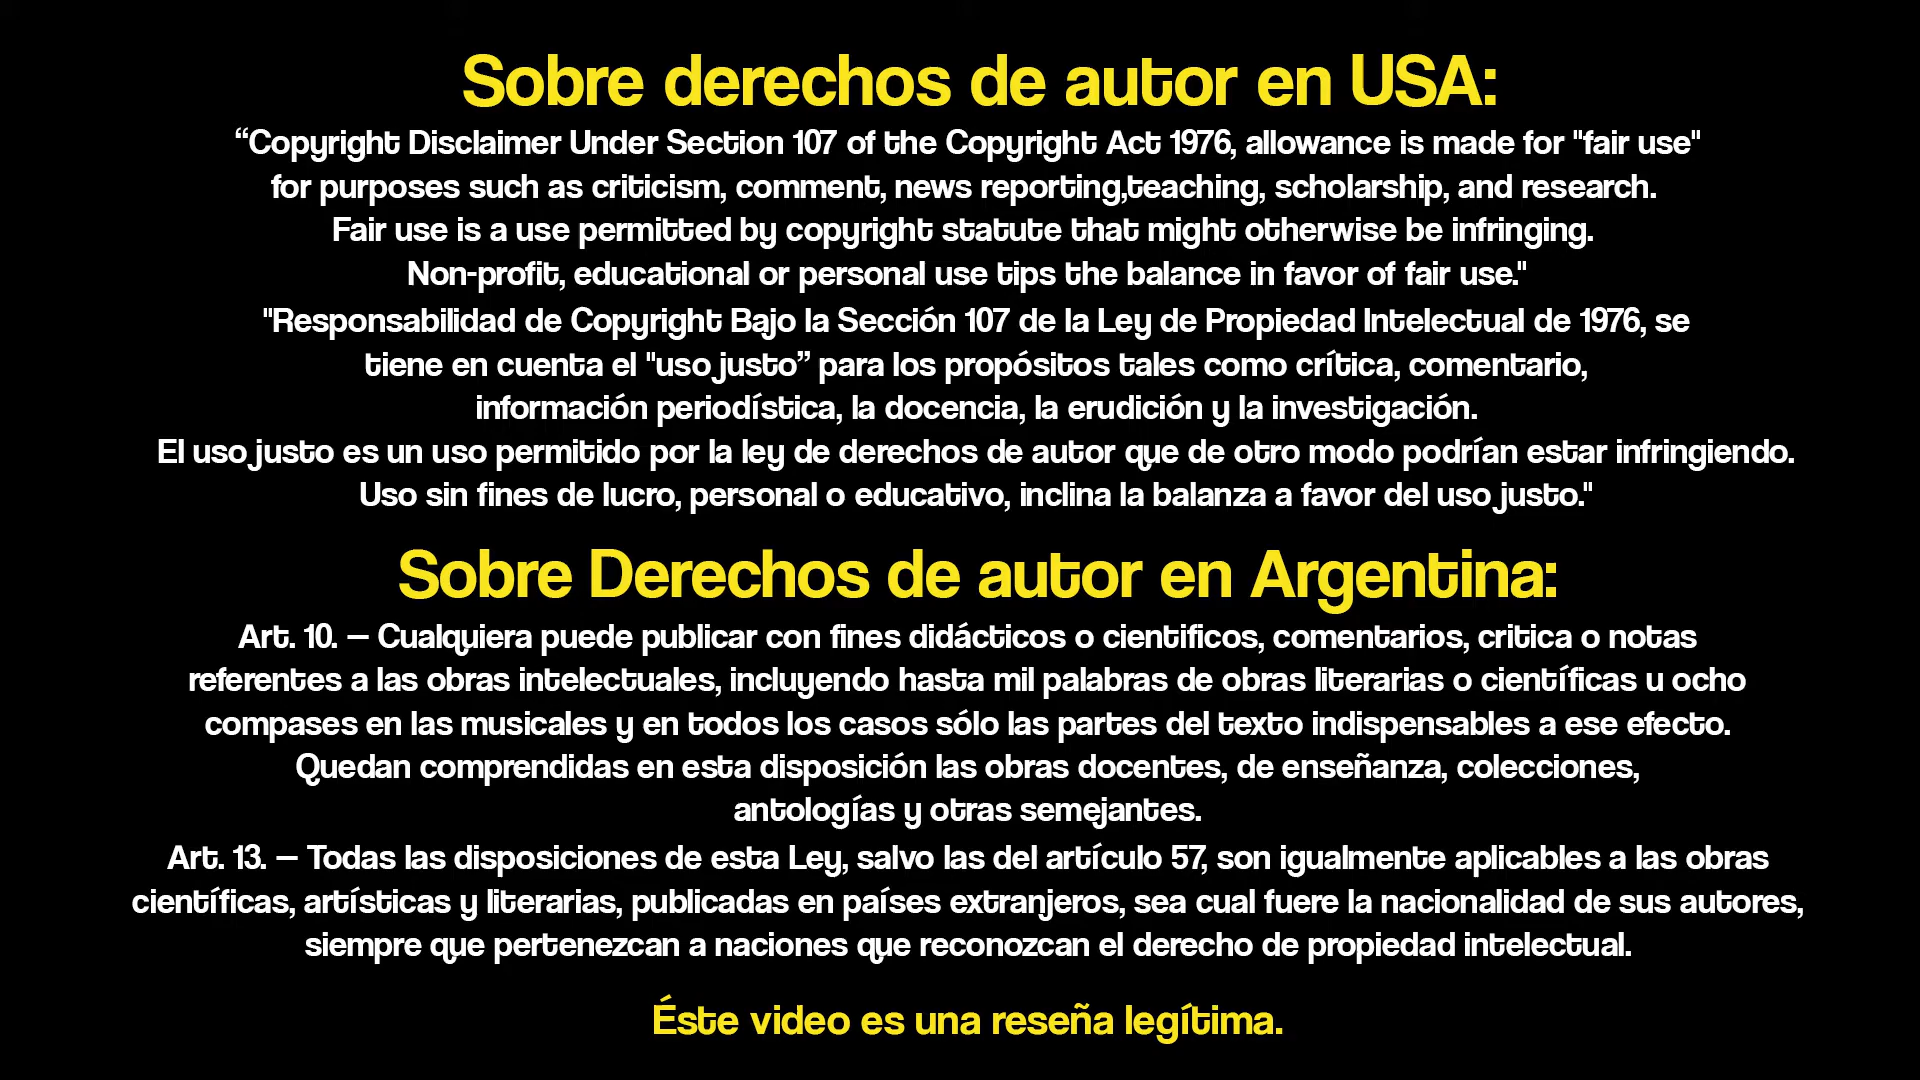 Sobre derechos de autor en USA:
“Copyright Disclaimer Under Section 107 of the Copyright Act 1976, allowance is made for "fair use"
for purposes such as criticism, comment, news reporting,teaching, scholarship, and research.
Fair use is a use permitted by copyright statute that might otherwise be infringing.
Non-profit, educational or personal use tips the balance in favor of fair use."
"Responsabilidad de Copyright Bajo la Sección 107 de la Ley de Propiedad Intelectual de 1976, se
tiene en cuenta el "uso justo” para los propósitos tales como crítica, comentario,
información periodística, la docencia, la erudición y la investigación.
El uso justo es un uso permitido por la ley de derechos de autor que de otro modo podrían estar infringiendo.
Uso sin fines de lucro, personal o educativo, inclina la balanza a favor del uso justo."
Sobre Derechos de autor en Argentina:
Art. 10. — Cualquiera puede publicar con fines didácticos o cientificos, comentarios, critica o notas
referentes a las obras intelectuales, incluyendo hasta mil palabras de obras literarias o científicas u ocho
compases en las musicales y en todos los casos sólo las partes del texto indispensables a ese efecto.
Quedan comprendidas en esta disposición las obras docentes, de enseñanza, colecciones,
antologías y otras semejantes.
Art. 13. — Todas las disposiciones de esta Ley, salvo las del artículo 57, son igualmente aplicables a las obras
científicas, artísticas y literarias, publicadas en países extranjeros, sea cual fuere la nacionalidad de sus autores,
siempre que pertenezcan a naciones que reconozcan el derecho de propiedad intelectual.
Éste video es una reseña legítima.